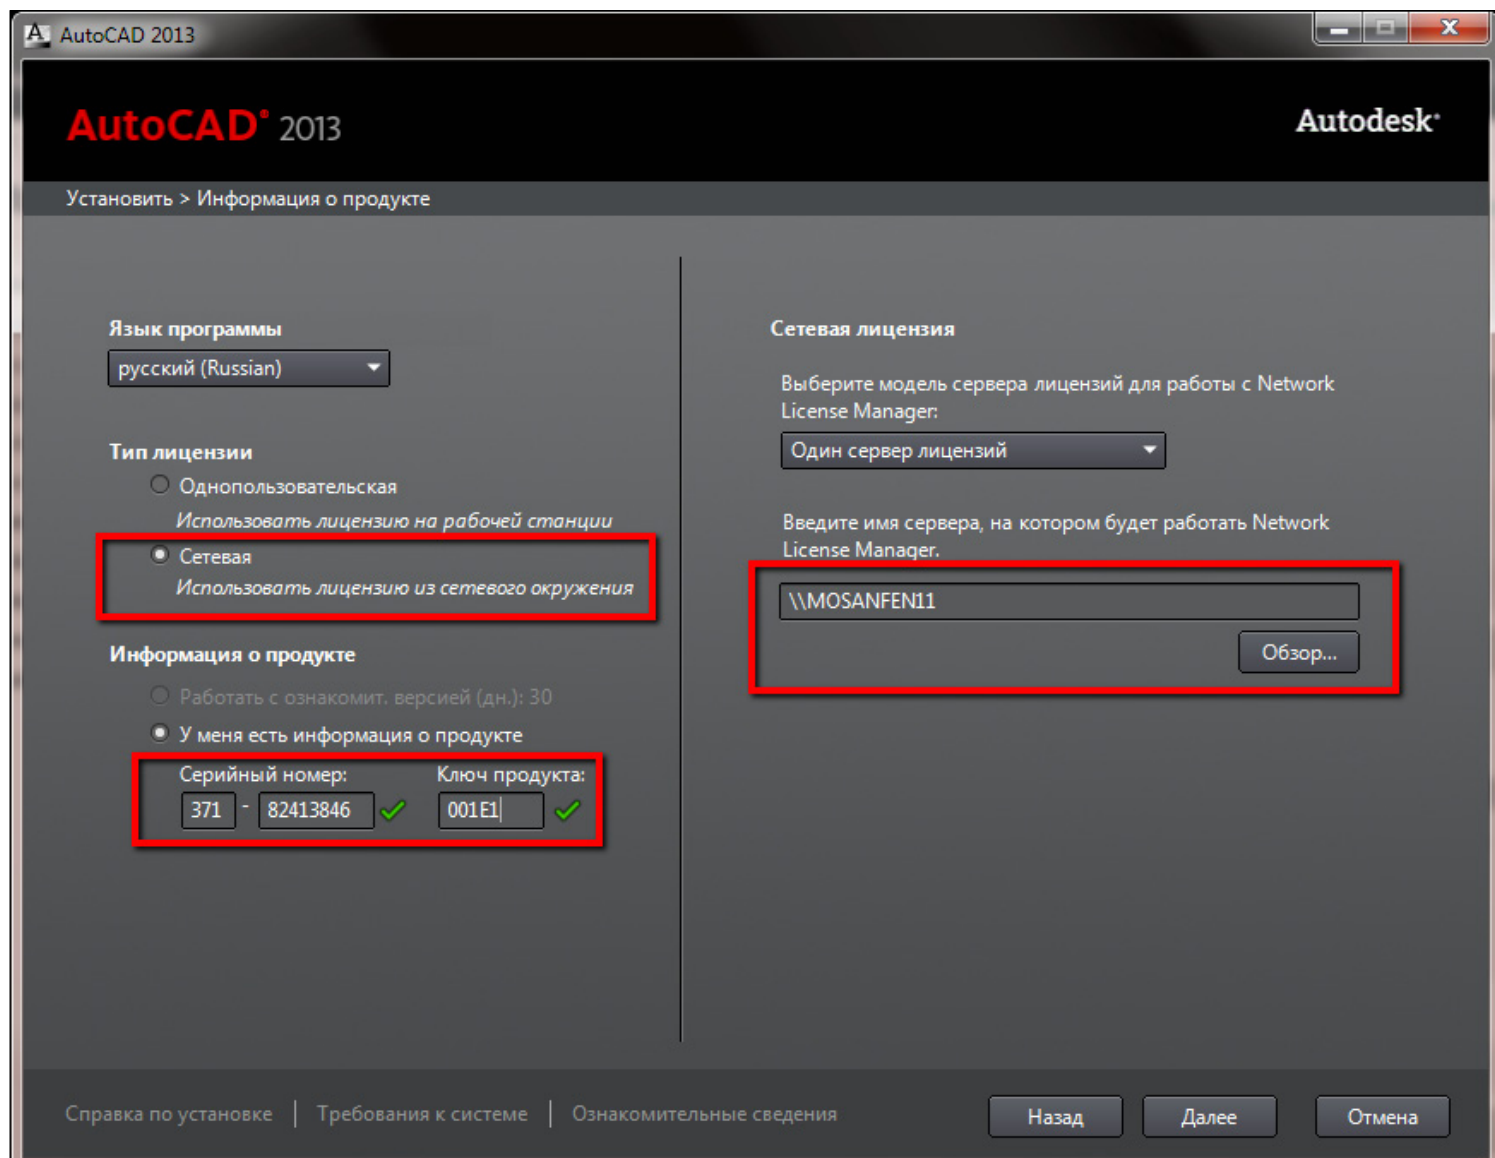 AutoCAD 2013
AutoCAD® 2013
Autodesk®
Установить > Информация о продукте
Язык программы
русский (Russian)
Тип лицензии
Однопользовательская
Использовать лицензию на рабочей станции
Сетевая
Использовать лицензию из сетевого окружения
Информация о продукте
Работать с ознакомит. версией (дн.): 30
У меня есть информация о продукте
Серийный номер: Ключ продукта:
371 - 82413846 001E1
Сетевая лицензия
Выберите модель сервера лицензий для работы с Network
License Manager:
Один сервер лицензий
Введите имя сервера, на котором будет работать Network
License Manager.
\\MOSANFEN11
Обзор...
Справка по установке | Требования к системе | Ознакомительные сведения
Назад Далее Отмена